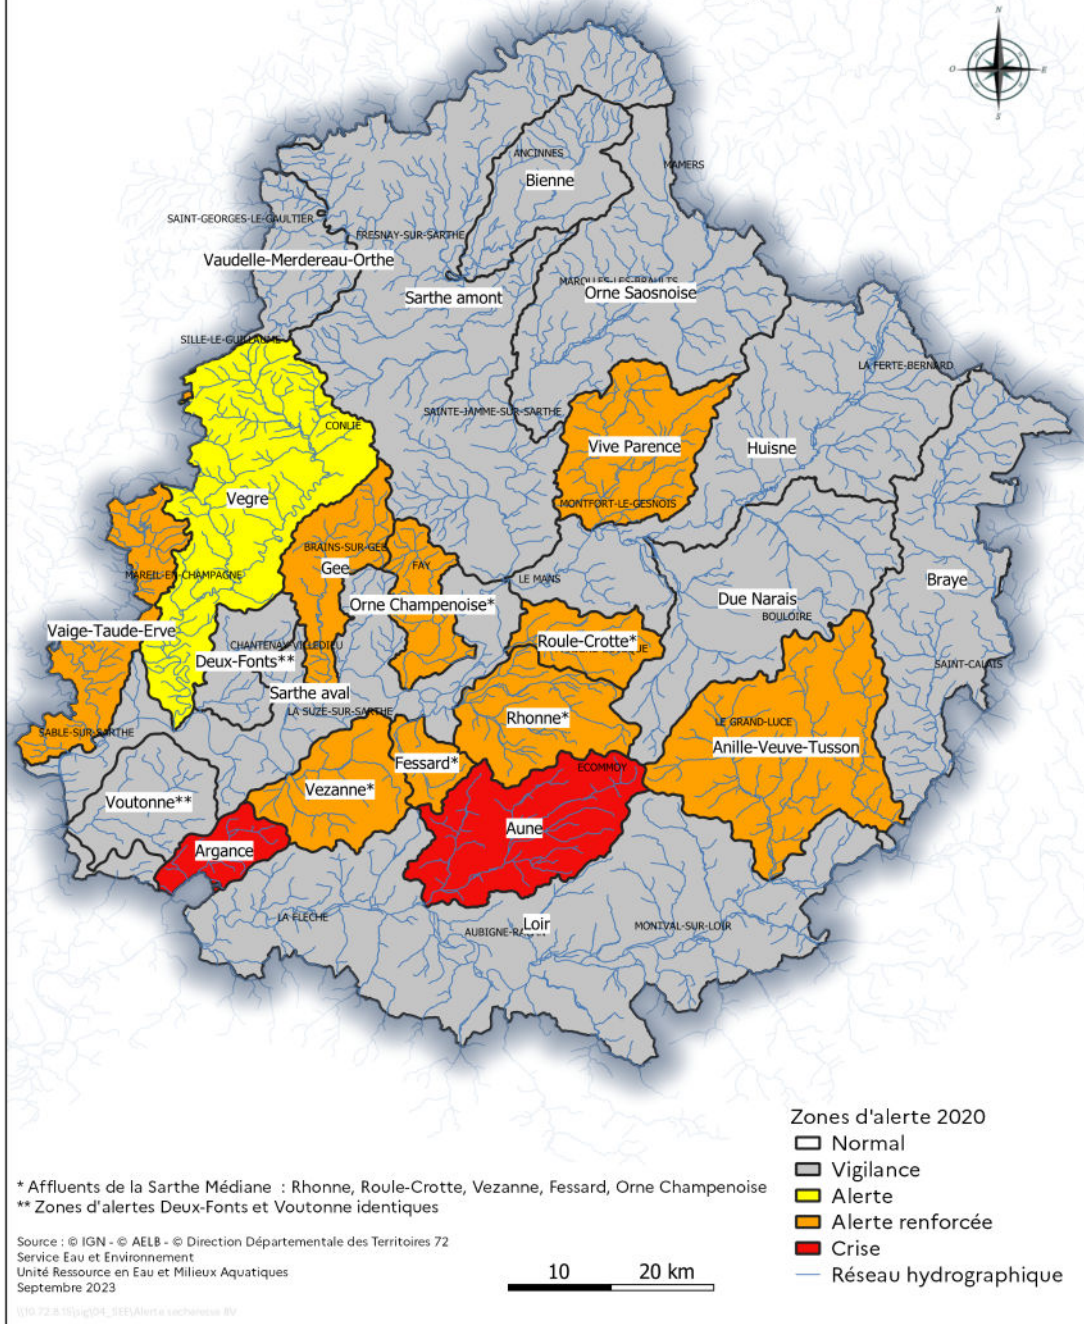 N
O
E
S
ANCINNES
Bienne
MAMERS
SAINT-GEORGES-LE-GAULTIER
FRESNAY-SUR-SARTHE
Vaudelle-Merdereau-Orthe
MAROLLES-LES-BRAULTS
Sarthe amont
Orne Saosnoise
SILLE-LE-GUILLAUME
LA FERTE-BERNARD
SAINTE-JAMME-SUR-SARTHE
CONLIE
Vive Parence
Huisne
Vegre
MONTFORT-LE-GESNOIS
BRAINS-SUR-GEE
Gee
FAY
MAREIL-EN-CHAMPAGNE
LE MANS
Braye
Orne Champenoise*
Due Narais
BOULOIRE
Vaige-Taude-Erve
CHANTENAY-VILLEDIEU
Roule-Crotte*
Deux-Fonts**
SAINT-CALAIS
Sarthe aval
LA SUZE-SUR-SARTHE
Rhonne*
LE GRAND-LUCE
SABLE-SUR-SARTHE
Anille-Veuve-Tusson
Fessard*
ECOMMOY
Vezanne*
Voutonne**
Aune
Argance
LA FLECHE
Loir
AUBIGNE-RACAN
MONTVAL-SUR-LOIR
Zones d'alerte 2020
Normal
Vigilance
Alerte
Alerte renforcée
Crise
Réseau hydrographique
* Affluents de la Sarthe Médiane : Rhonne, Roule-Crotte, Vezanne, Fessard, Orne Champenoise
** Zones d'alertes Deux-Fonts et Voutonne identiques
Source : © IGN - © AELB - © Direction Départementale des Territoires 72
Service Eau et Environnement
Unité Ressource en Eau et Milieux Aquatiques
Septembre 2023
10 20 km